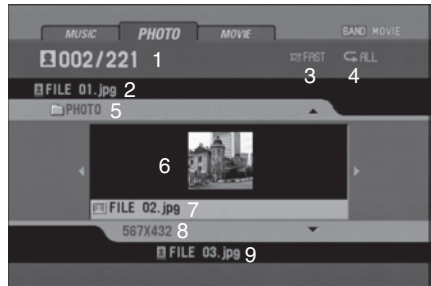 MUSIC PHOTO MOVIE BAND MOVIE
002/221 1 FAST ALL
3 4
FILE 01.jpg 2
PHOTO 5
6
FILE 02.jpg 7
567X432 8
FILE 03.jpg 9